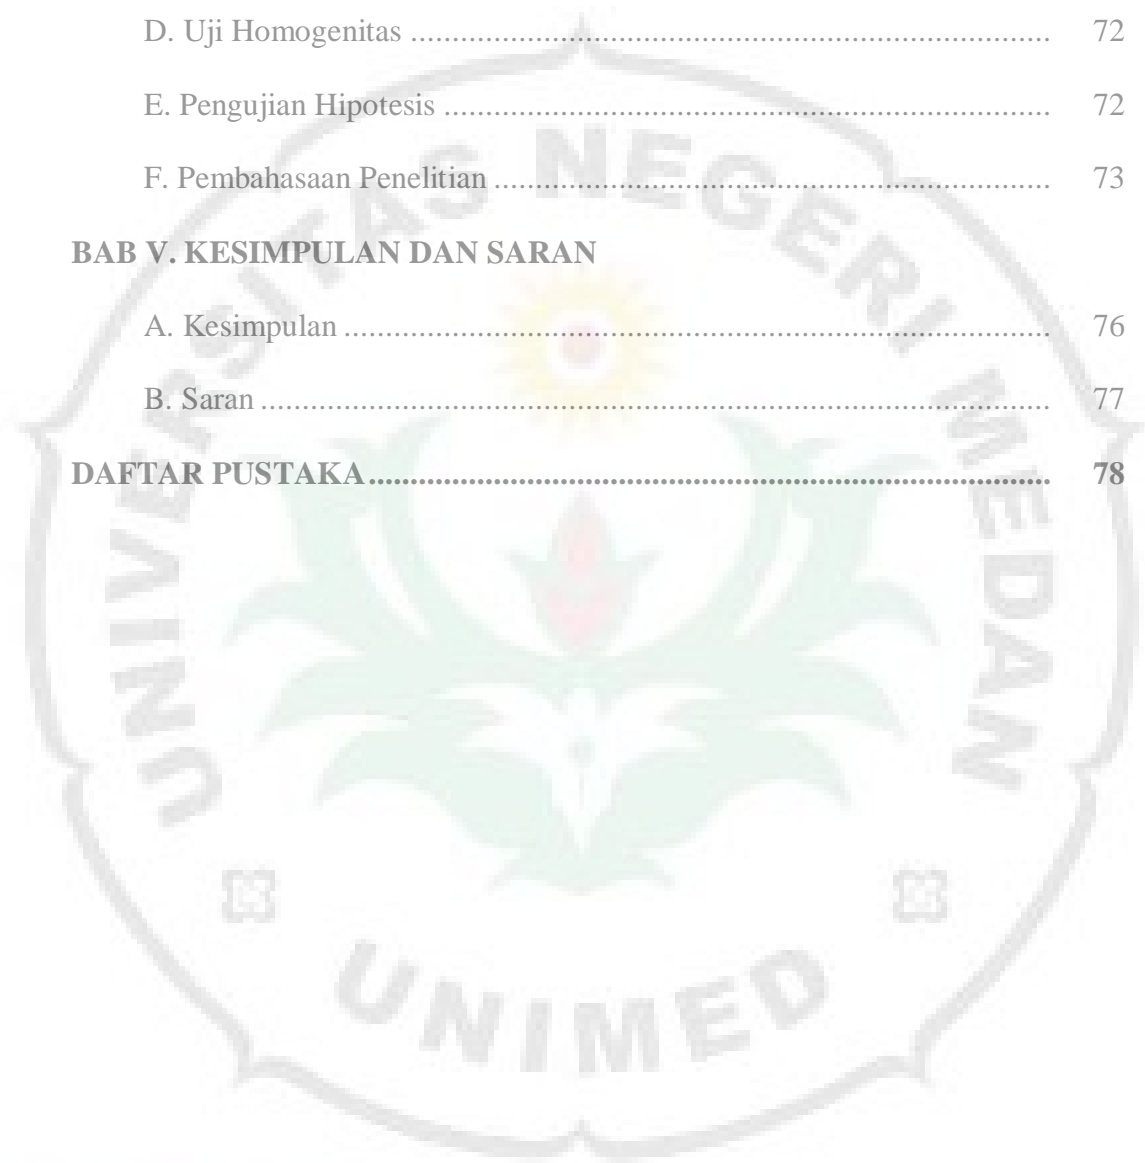 D. Uji Homogenitas .............................................................................. 72
E. Pengujian Hipotesis .......................................................................... 72
F. Pembahasaan Penelitian .................................................................... 73
BAB V. KESIMPULAN DAN SARAN
A. Kesimpulan ...................................................................................... 76
B. Saran ................................................................................................ 77
DAFTAR PUSTAKA .................................................................................. 78
UNIVERSITAS NEGERI MEDAN
UNIMED